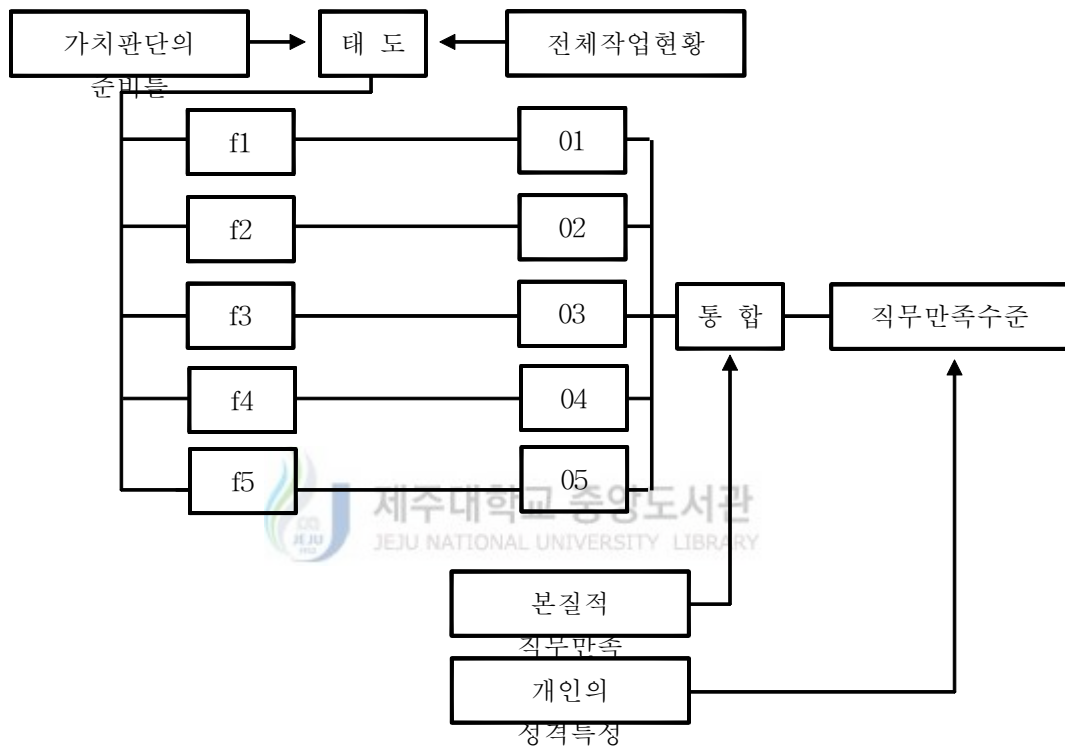 가치판단의
준비틀
태 도
전체작업현황
f1
01
f2
02
f3
03
통 합
직무만족수준
f4
04
f5
05
제주대학교 중앙도서관
JEJU NATIONAL UNIVERSITY LIBRARY
JEJU
1952
본질적
직무만족
개인의
성격특성